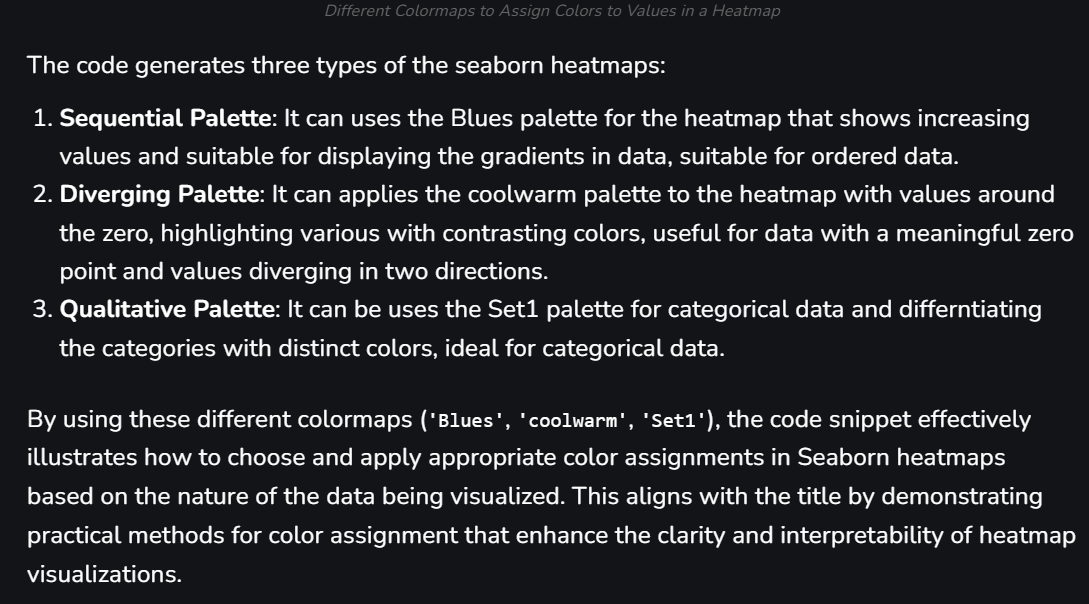 Different Colormaps to Assign Colors to Values in a Heatmap
The code generates three types of the seaborn heatmaps:
1. Sequential Palette: It can uses the Blues palette for the heatmap that shows increasing
values and suitable for displaying the gradients in data, suitable for ordered data.
2. Diverging Palette: It can applies the coolwarm palette to the heatmap with values around
the zero, highlighting various with contrasting colors, useful for data with a meaningful zero
point and values diverging in two directions.
3. Qualitative Palette: It can be uses the Set1 palette for categorical data and differntiating
the categories with distinct colors, ideal for categorical data.
By using these different colormaps ('Blues', 'coolwarm', 'Set1'), the code snippet effectively
illustrates how to choose and apply appropriate color assignments in Seaborn heatmaps
based on the nature of the data being visualized. This aligns with the title by demonstrating
practical methods for color assignment that enhance the clarity and interpretability of heatmap
visualizations.